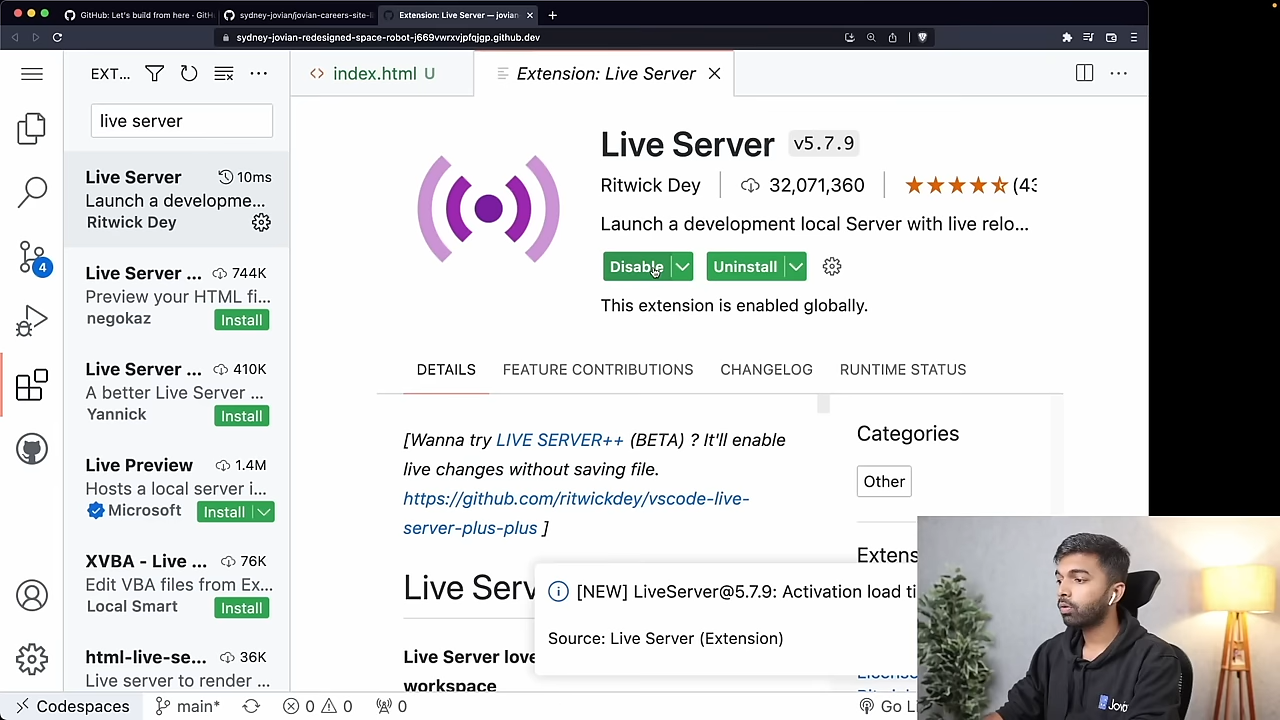 GitHub: Let's build from here · GitH
sydney-jovian/jovian-careers-site-l
Extension: Live Server — jovian
sydney-jovian-redesigned-space-robot-j669vwrxvjpfqjgp.github.dev
EXT...
index.html U
Extension: Live Server
live server
Live Server 10ms
Launch a developme...
Ritwick Dey
Live Server ... 744K
Preview your HTML fi...
negokaz Install
Live Server ... 410K
A better Live Server ...
Yannick Install
Live Preview 1.4M
Hosts a local server i...
Microsoft Install
XVBA - Live ... 76K
Edit VBA files from Ex...
Local Smart Install
html-live-se... 36K
Live server to render ...
4
Live Server v5.7.9
Ritwick Dey 32,071,360 (43
Launch a development local Server with live relo...
Disable Uninstall
This extension is enabled globally.
DETAILS FEATURE CONTRIBUTIONS CHANGELOG RUNTIME STATUS
[Wanna try LIVE SERVER++ (BETA) ? It'll enable
live changes without saving file.
https://github.com/ritwickdey/vscode-live-
server-plus-plus ]
Live Serv
Live Server love
workspace
Categories
Other
Extens
[NEW] LiveServer@5.7.9: Activation load ti
Source: Live Server (Extension)
Codespaces main* 0 0 0 Go L